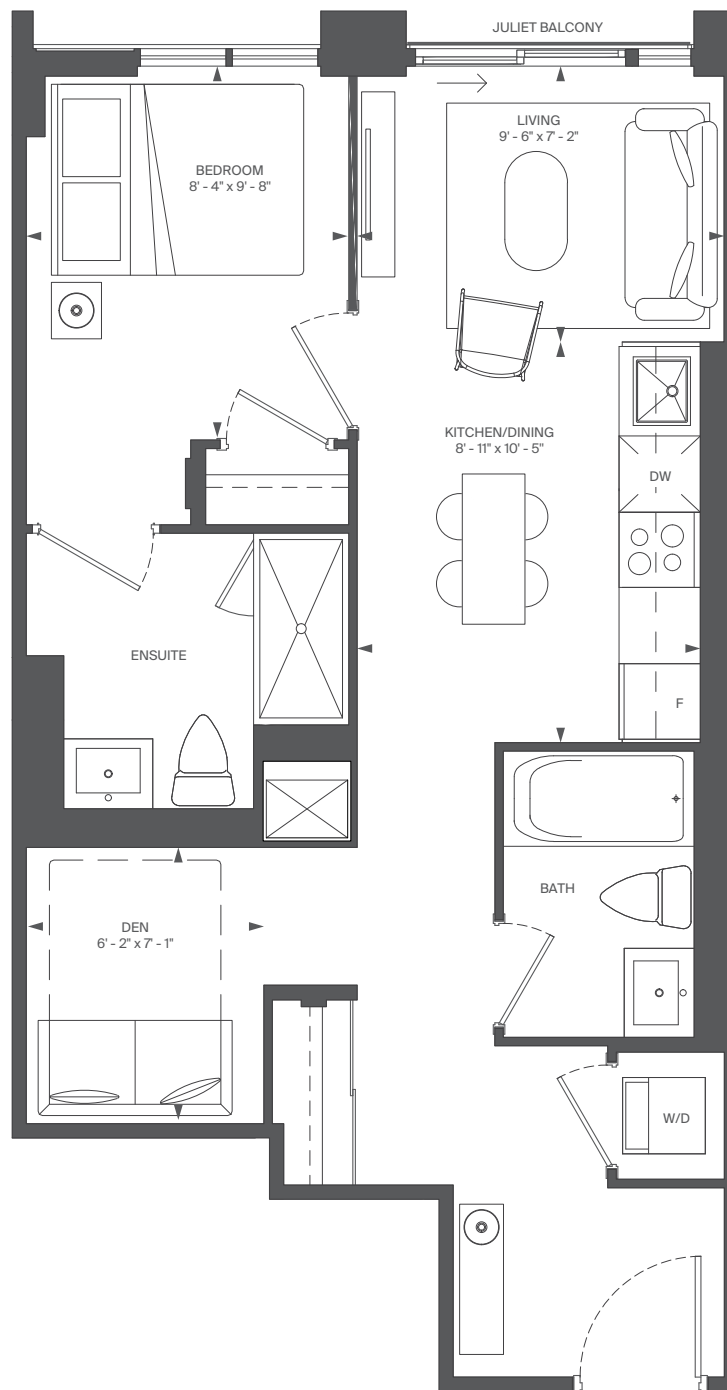 JULIET BALCONY
LIVING
9' - 6" x 7' - 2"
BEDROOM
8' - 4" x 9' - 8"
KITCHEN/DINING
8' - 11" x 10' - 5"
DW
ENSUITE
F
BATH
DEN
6' - 2" x 7' - 1"
W/D